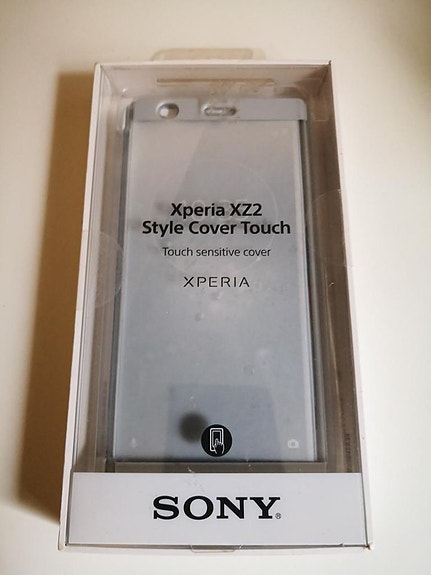 Xperia XZ2
Style Cover Touch
Touch sensitive cover
XPERIA
SONY®